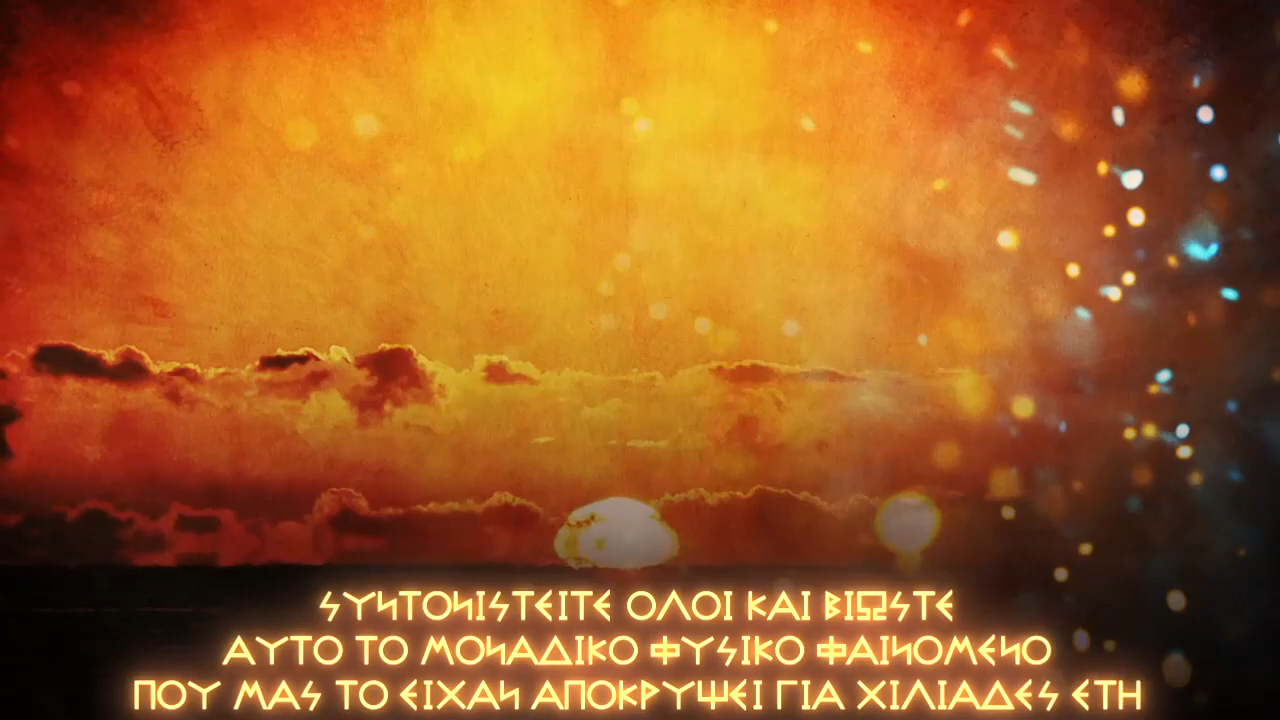 ΣΥΝΤΟΝΙΣΤΕΙΤΕ ΟΛΟΙ ΚΑΙ ΒΙΩΣΤΕ
ΑΥΤΟ ΤΟ ΜΟΝΑΔΙΚΟ ΦΥΣΙΚΟ ΦΑΙΝΟΜΕΝΟ
ΠΟΥ ΜΑΣ ΤΟ ΕΙΧΑΝ ΑΠΟΚΡΥΨΕΙ ΓΙΑ ΧΙΛΙΑΔΕΣ ΕΤΗ